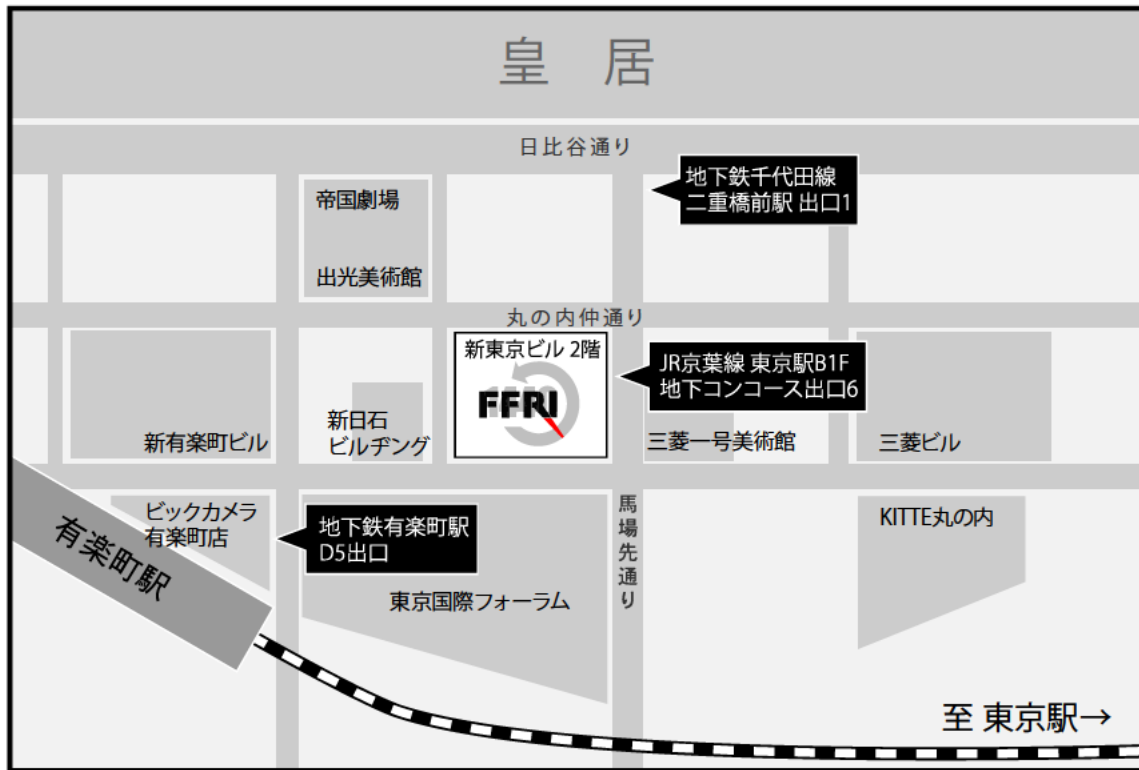 皇 居
日比谷通り
地下鉄千代田線
二重橋前駅 出口1
帝国劇場
出光美術館
丸の内仲通り
新東京ビル 2階
FFRI
JR京葉線 東京駅B1F
地下コンコース出口6
新有楽町ビル
新日石
ビルヂング
三菱一号美術館
三菱ビル
ビックカメラ
有楽町店
有楽町駅
地下鉄有楽町駅
D5出口
東京国際フォーラム
馬場先通り
KITTE丸の内
至 東京駅→